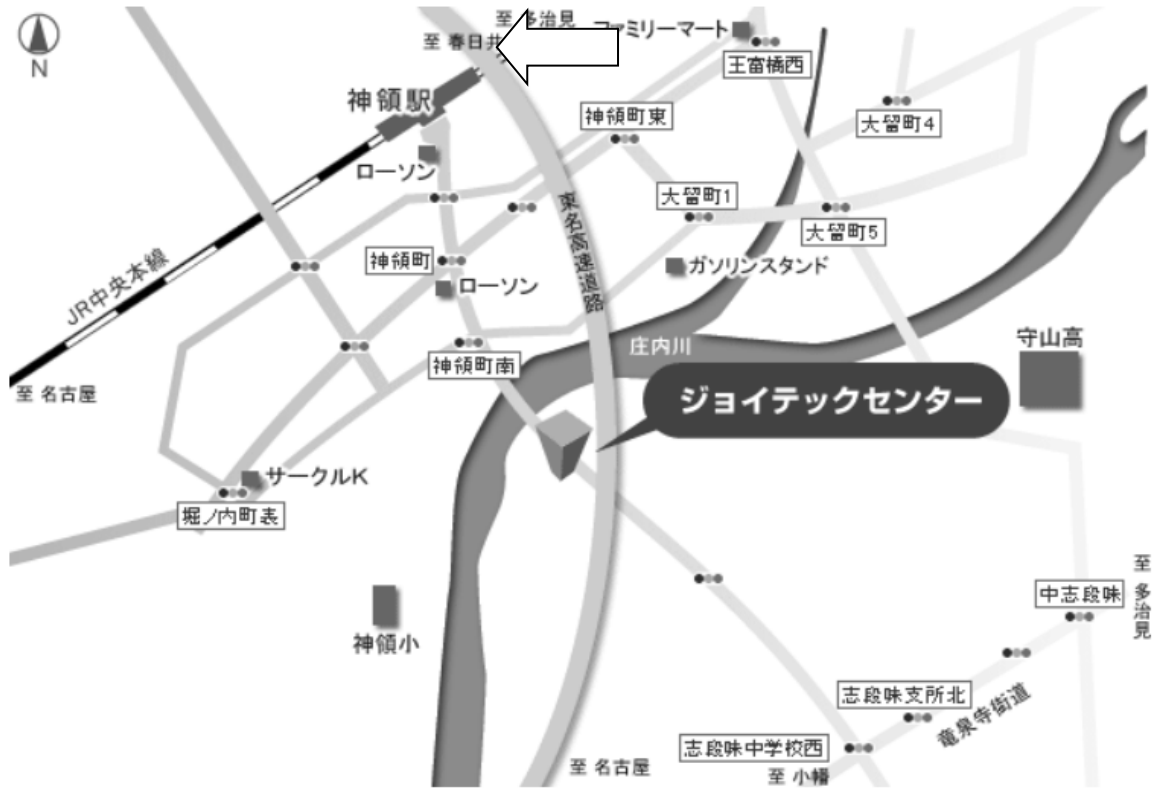 至 多治見
至 春日井
ファミリーマート
N
王富橋西
神領駅
神領町東
大留町4
ローソン
大留町1
東名高速道路
大留町5
神領町
ガソリンスタンド
JR中央本線
ローソン
守山高
庄内川
神領町南
至 名古屋
ジョイテックセンター
サークルK
堀ノ内町表
至 多治見
中志段味
神領小
志段味支所北
竜泉寺街道
志段味中学校西
至 名古屋
至 小幡